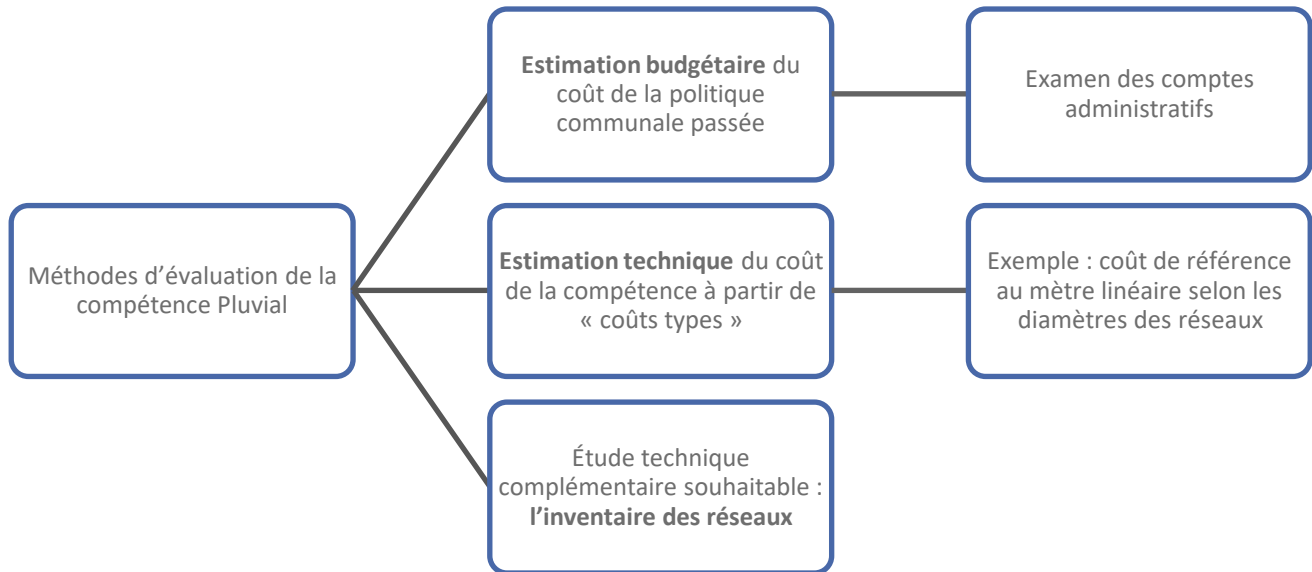 Méthodes d’évaluation de la
compétence Pluvial
Estimation budgétaire du
coût de la politique
communale passée
Examen des comptes
administratifs
Estimation technique du coût
de la compétence à partir de
« coûts types »
Exemple : coût de référence
au mètre linéaire selon les
diamètres des réseaux
Étude technique
complémentaire souhaitable :
l’inventaire des réseaux